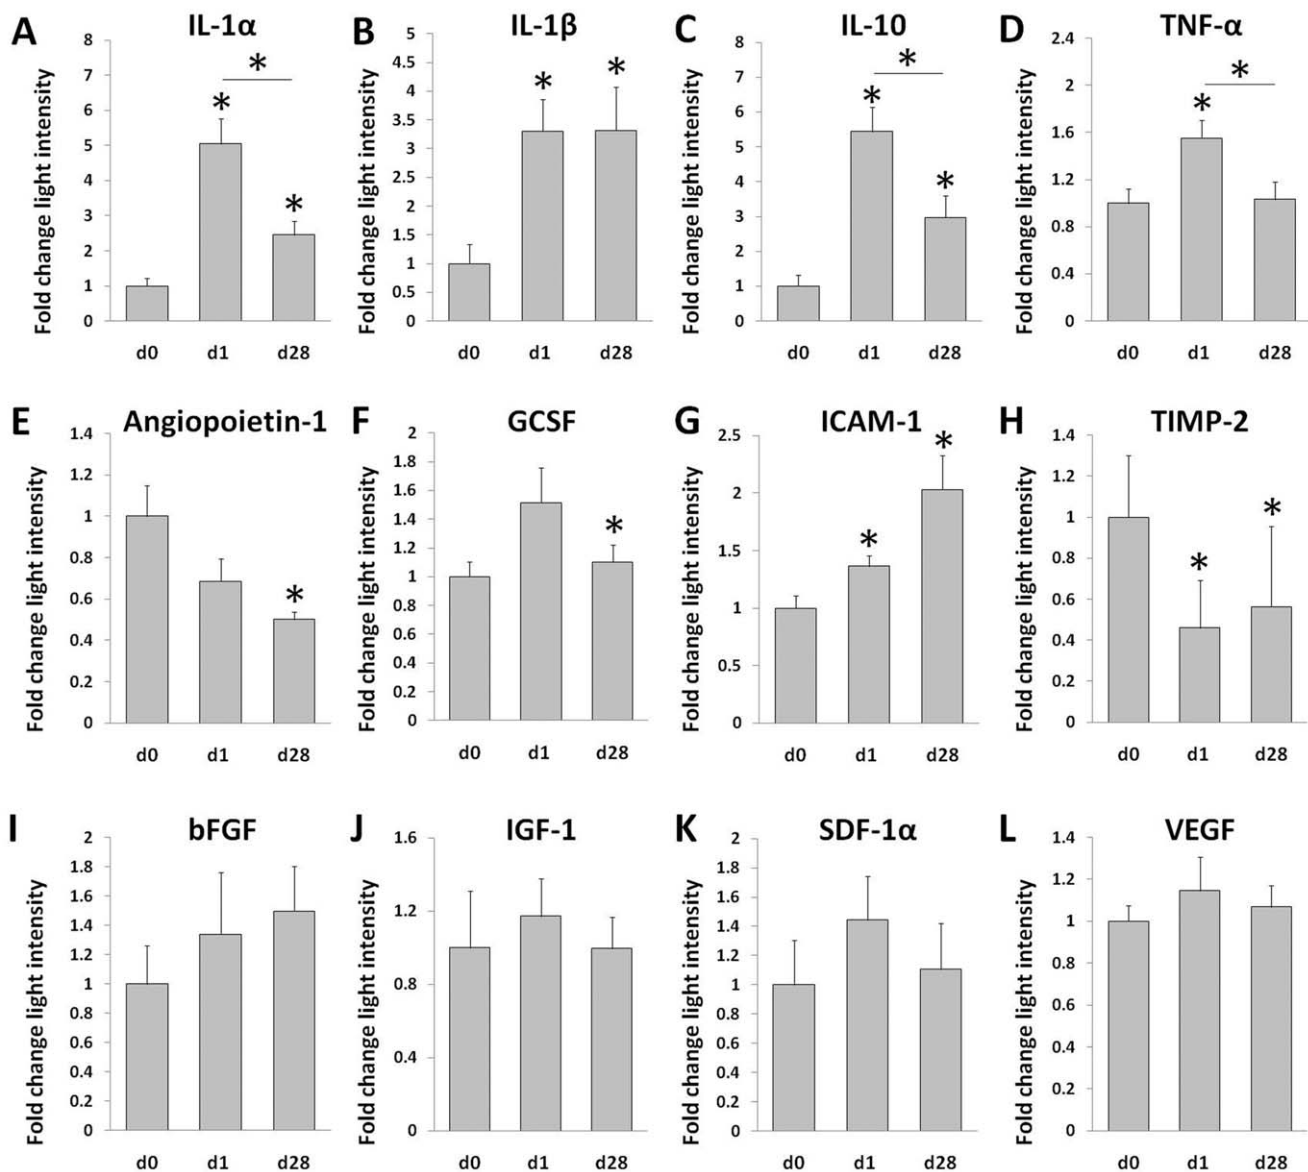 A IL-1α
Fold change light intensity
8
7
6
5
4
3
2
1
0
* * *
d0 d1 d28
B IL-1β
Fold change light intensity
5
4.5
4
3.5
3
2.5
2
1.5
1
0.5
0
* *
d0 d1 d28
C IL-10
Fold change light intensity
8
7
6
5
4
3
2
1
0
* * *
d0 d1 d28
D TNF-α
Fold change light intensity
2.4
2
1.6
1.2
0.8
0.4
0
* *
d0 d1 d28
E Angiopoietin-1
Fold change light intensity
1.4
1.2
1
0.8
0.6
0.4
0.2
0
*
d0 d1 d28
F GCSF
Fold change light intensity
2
1.8
1.6
1.4
1.2
1
0.8
0.6
0.4
0.2
0
*
d0 d1 d28
G ICAM-1
Fold change light intensity
2.5
2
1.5
1
0.5
0
* *
d0 d1 d28
H TIMP-2
Fold change light intensity
1.4
1.2
1
0.8
0.6
0.4
0.2
0
* *
d0 d1 d28
I bFGF
Fold change light intensity
2
1.8
1.6
1.4
1.2
1
0.8
0.6
0.4
0.2
0
d0 d1 d28
J IGF-1
Fold change light intensity
1.6
1.2
0.8
0.4
0
d0 d1 d28
K SDF-1α
Fold change light intensity
2
1.8
1.6
1.4
1.2
1
0.8
0.6
0.4
0.2
0
d0 d1 d28
L VEGF
Fold change light intensity
1.4
1.2
1
0.8
0.6
0.4
0.2
0
d0 d1 d28